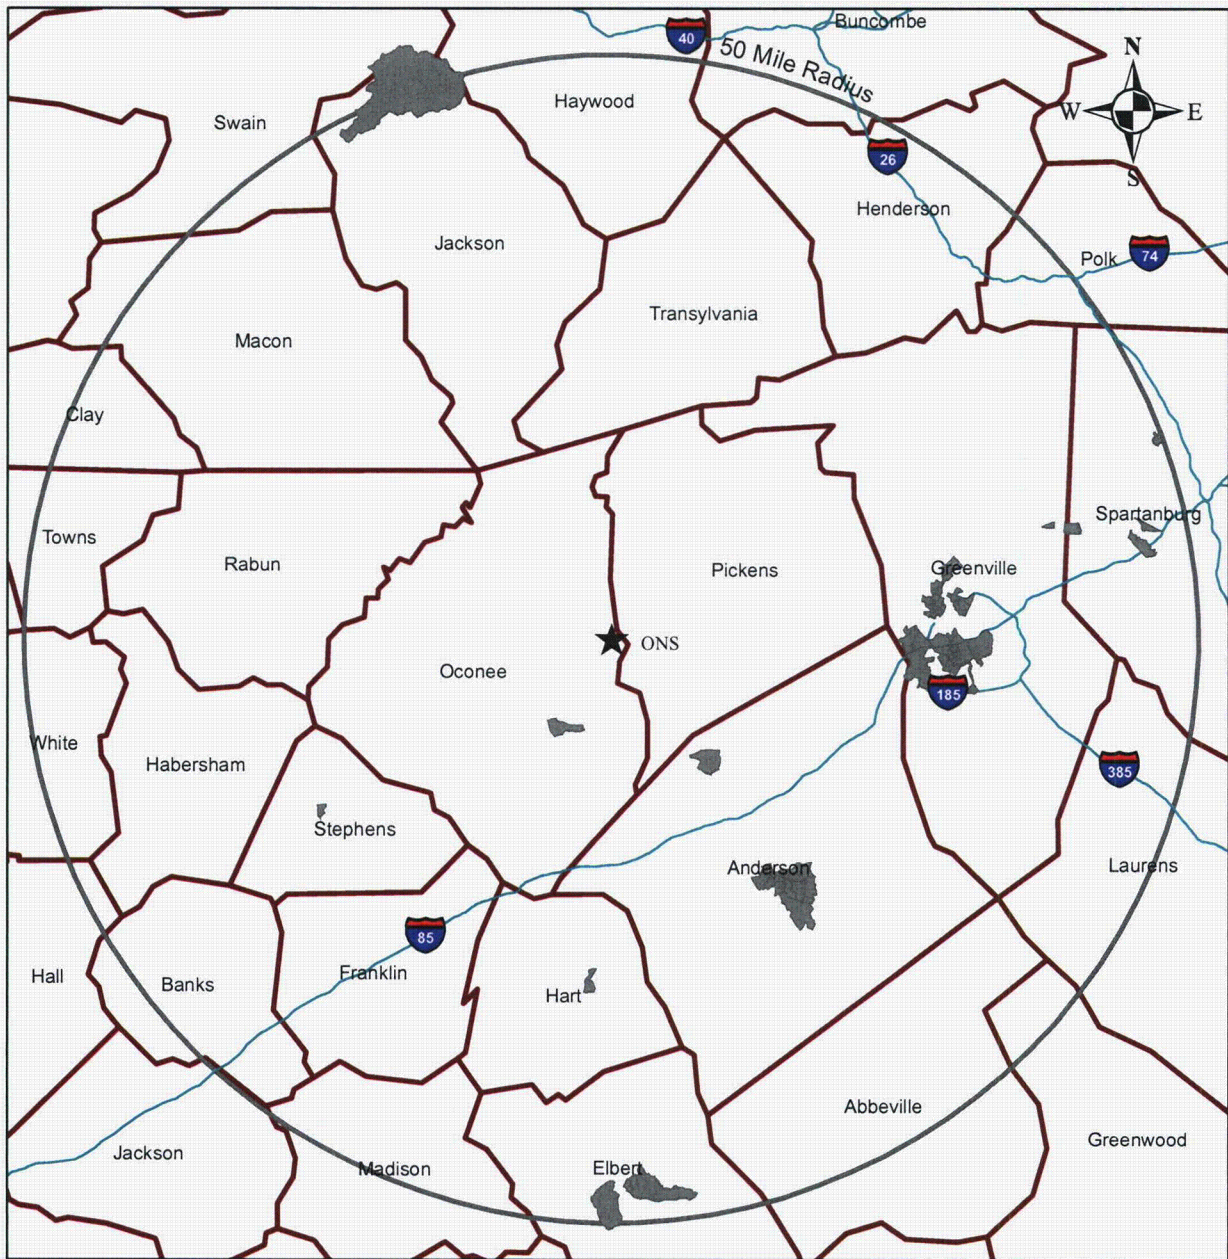 Buncombe
40
50 Mile Radius
N
Haywood
W
E
Swain
26
S
Henderson
Jackson
74
Polk
Transylvania
Macon
Clay
Spartanburg
Towns
Rabun
Pickens
Greenville
ONS
Oconee
185
White
Habersham
385
Stephens
Anderson
Laurens
85
Hall
Franklin
Banks
Hart
Abbeville
Greenwood
Jackson
Madison
Elbert